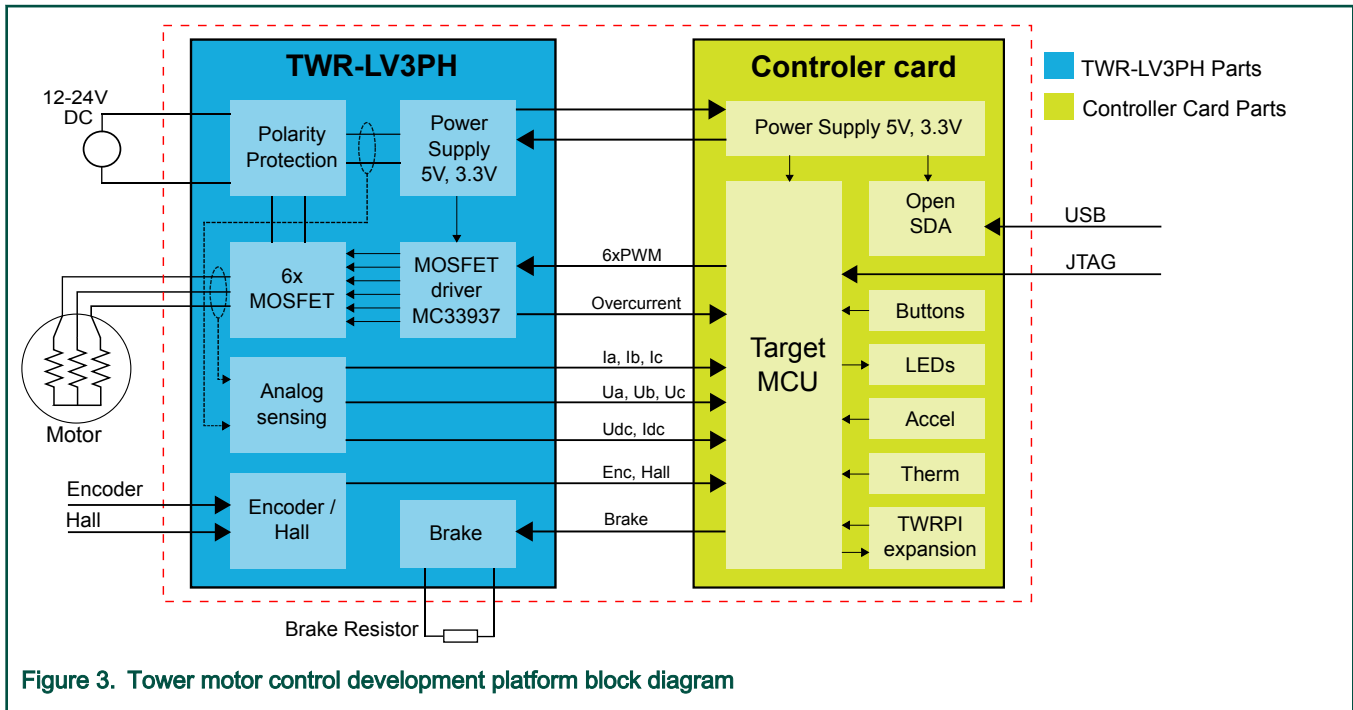 TWR-LV3PH
Controler card
TWR-LV3PH Parts
Controller Card Parts
12-24V
DC
Polarity
Protection
Power
Supply
5V, 3.3V
Power Supply 5V, 3.3V
Open
SDA
USB
JTAG
6x
MOSFET
MOSFET
driver
MC33937
6xPWM
Overcurrent
Target
MCU
Buttons
LEDs
Accel
Therm
TWRPI
expansion
Motor
Analog
sensing
Ia, Ib, Ic
Ua, Ub, Uc
Udc, Idc
Enc, Hall
Brake
Encoder
Hall
Encoder /
Hall
Brake
Brake Resistor
Figure 3. Tower motor control development platform block diagram